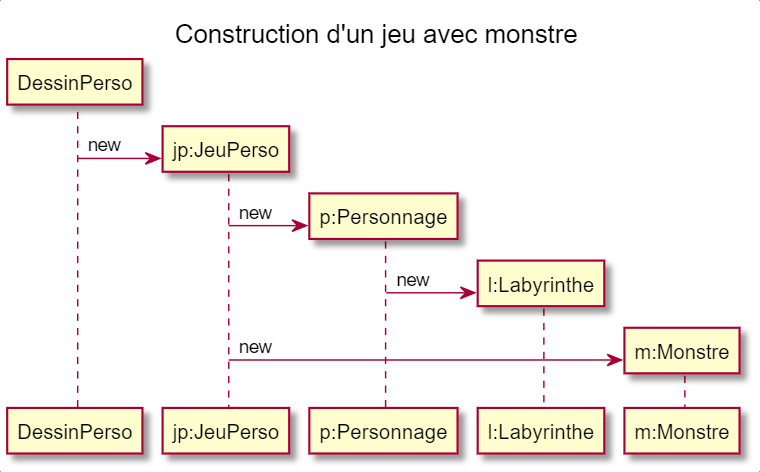 Construction d'un jeu avec monstre
DessinPerso
new
jp:JeuPerso
new
p:Personnage
new
l:Labyrinthe
new
m:Monstre
DessinPerso
jp:JeuPerso
p:Personnage
l:Labyrinthe
m:Monstre